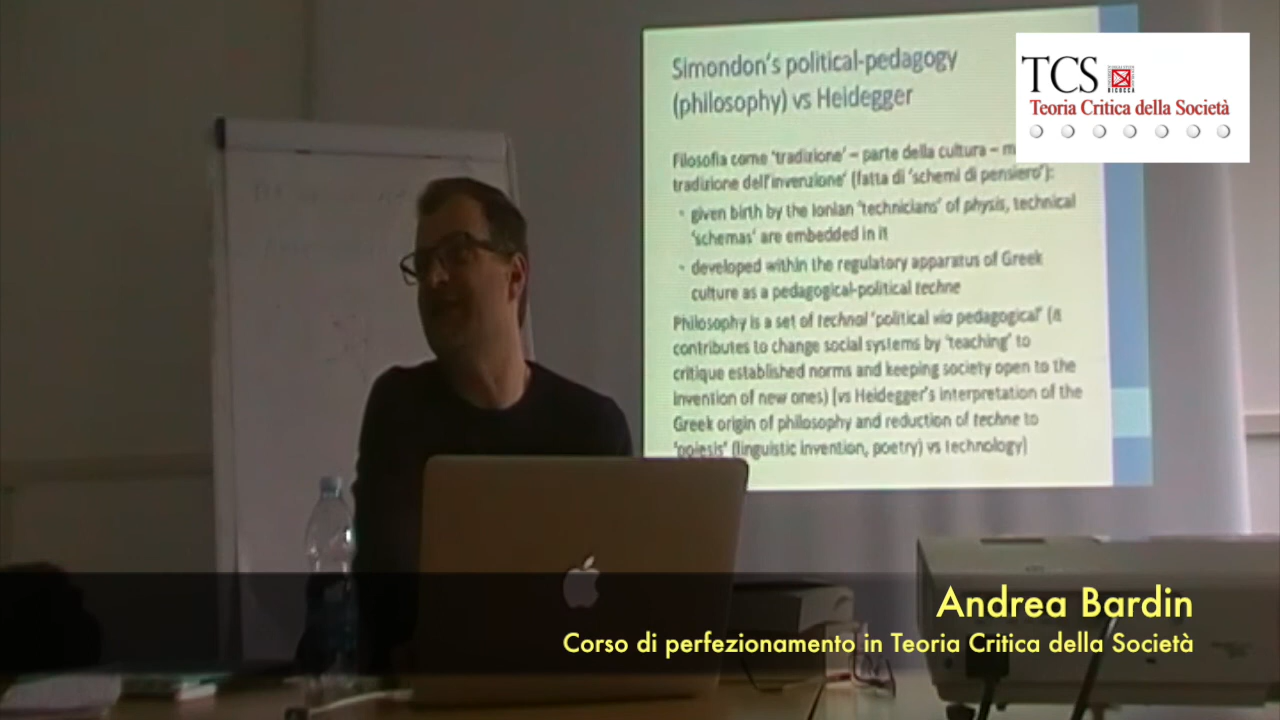 Simondon's political-pedagogy
(philosophy) vs Heidegger
Filosofia come 'tradizione' – parte della cultura – m
tradizione dell'invenzione' (fatta di 'schemi di pensiero'):
· given birth by the Ionian 'technicians' of physis, technical
'schemas' are embedded in it
· developed within the regulatory apparatus of Greek
culture as a pedagogical-political techne
Philosophy is a set of technai 'political via pedagogical' (it
contributes to change social systems by 'teaching' to
critique established norms and keeping society open to the
invention of new ones) [vs Heidegger's interpretation of the
Greek origin of philosophy and reduction of techne to
'poiesis' (linguistic invention, poetry) vs technology]
TCS
BICOCCA
Teoria Critica della Società
Andrea Bardin
Corso di perfezionamento in Teoria Critica della Società